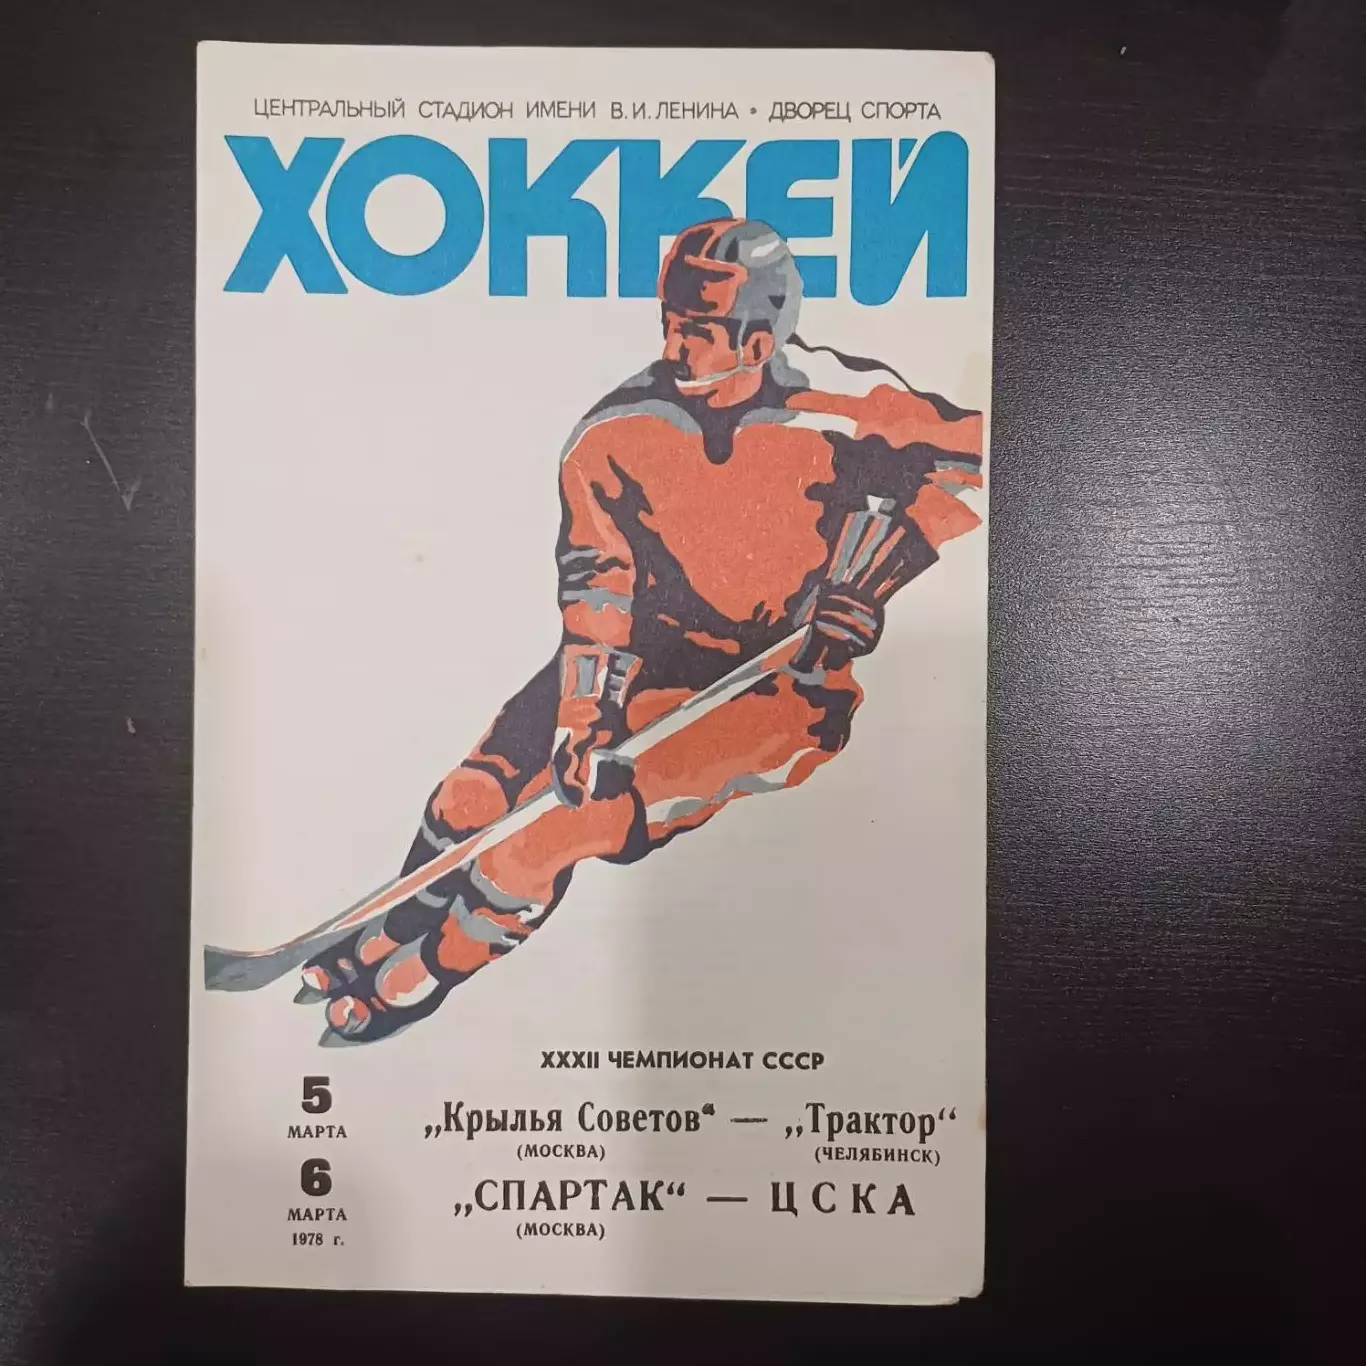 ЦЕНТРАЛЬНЫЙ СТАДИОН ИМЕНИ В.И.ЛЕНИНА • ДВОРЕЦ СПОРТА
ХОККЕЙ
XXXII ЧЕМПИОНАТ СССР
5
МАРТА
„Крылья Советов“ — „Трактор“
(МОСКВА) (ЧЕЛЯБИНСК)
6
МАРТА
1978 г.
„СПАРТАК“ — ЦСКА
(МОСКВА)